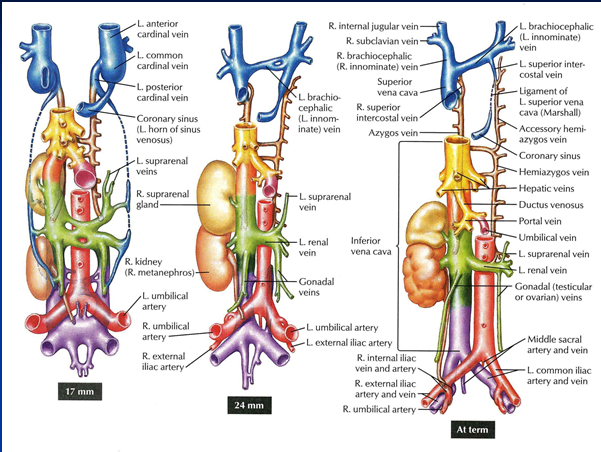 L. anterior
cardinal vein
L. common
cardinal vein
L. posterior
cardinal vein
Coronary sinus
(L. horn of sinus
venosus)
L. suprarenal
veins
R. suprarenal
gland
R. kidney
(R. metanephros)
L. umbilical
artery
R. umbilical
artery
R. external
iliac artery
17 mm
L. brachio-
cephalic
(L. innom-
inate) vein
L. suprarenal
vein
L. renal
vein
Gonadal
veins
L. umbilical artery
L. external iliac artery
24 mm
R. internal jugular vein
R. subclavian vein
R. brachiocephalic
(R. innominate) vein
Superior
vena cava
R. superior
intercostal vein
Azygos vein
Inferior
vena cava
R. internal iliac
vein and artery
R. external iliac
artery and vein
R. umbilical artery
L. brachiocephalic
(L. innominate)
vein
L. superior inter-
costal vein
Ligament of
L. superior vena
cava (Marshall)
Accessory hemi-
azygos vein
Coronary sinus
Hemiazygos vein
Hepatic veins
Ductus venosus
Portal vein
Umbilical vein
L. suprarenal vein
L. renal vein
Gonadal (testicular
or ovarian) veins
Middle sacral
artery and vein
L. common iliac
artery and vein
At term